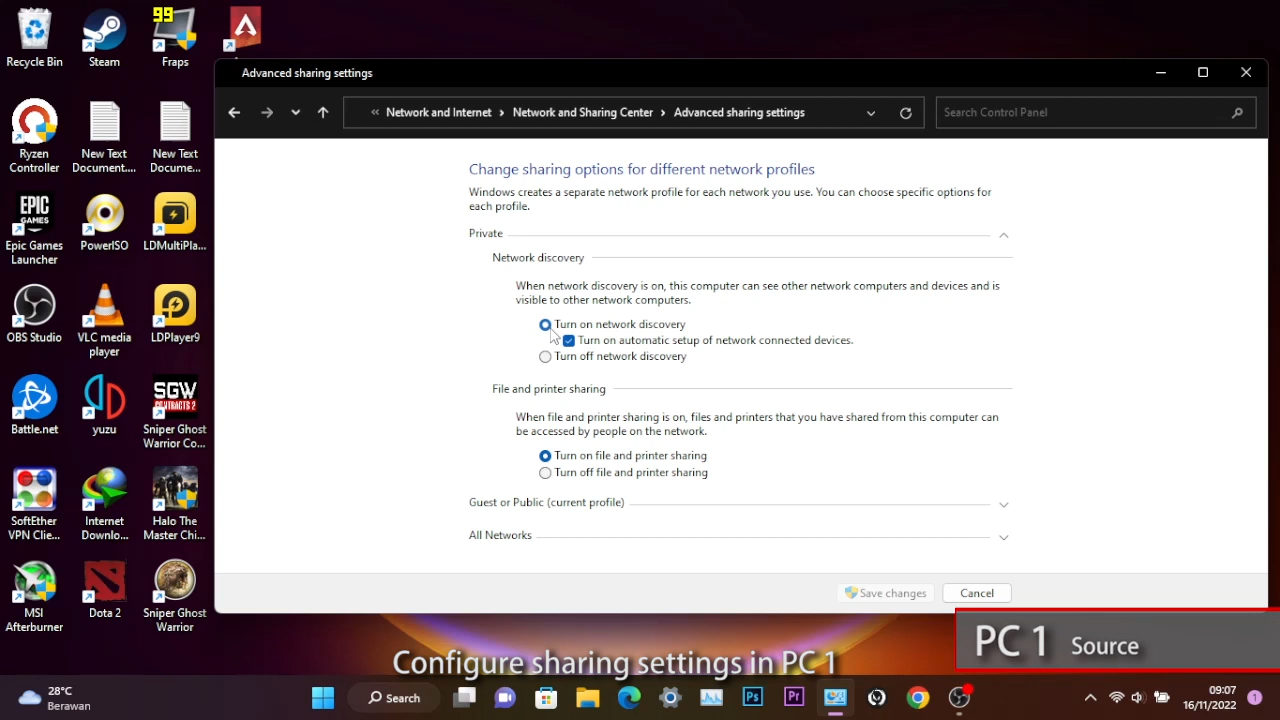 99
Recycle Bin
Steam
Fraps
Ryzen
Controller
New Text
Document....
New Text
Docume...
EPIC
GAMES
Epic Games
Launcher
PowerISO
LDMultiPla...
OBS Studio
VLC media
player
LDPlayer9
Battle.net
yuzu
SGW
CONTRACTS 2
Sniper Ghost
Warrior Co...
SoftEther
VPN Clie...
Internet
Downlo...
Halo The
Master Chi...
MSI
Afterburner
Dota 2
Sniper Ghost
Warrior
Advanced sharing settings
« Network and Internet › Network and Sharing Center › Advanced sharing settings
Search Control Panel
Change sharing options for different network profiles
Windows creates a separate network profile for each network you use. You can choose specific options for
each profile.
Private
Network discovery
When network discovery is on, this computer can see other network computers and devices and is
visible to other network computers.
Turn on network discovery
Turn on automatic setup of network connected devices.
Turn off network discovery
File and printer sharing
When file and printer sharing is on, files and printers that you have shared from this computer can
be accessed by people on the network.
Turn on file and printer sharing
Turn off file and printer sharing
Guest or Public (current profile)
All Networks
Save changes
Cancel
PC 1 Source
Configure sharing settings in PC 1
28°C
Berawan
Search
Ps
Pr
09:07
16/11/2022
1